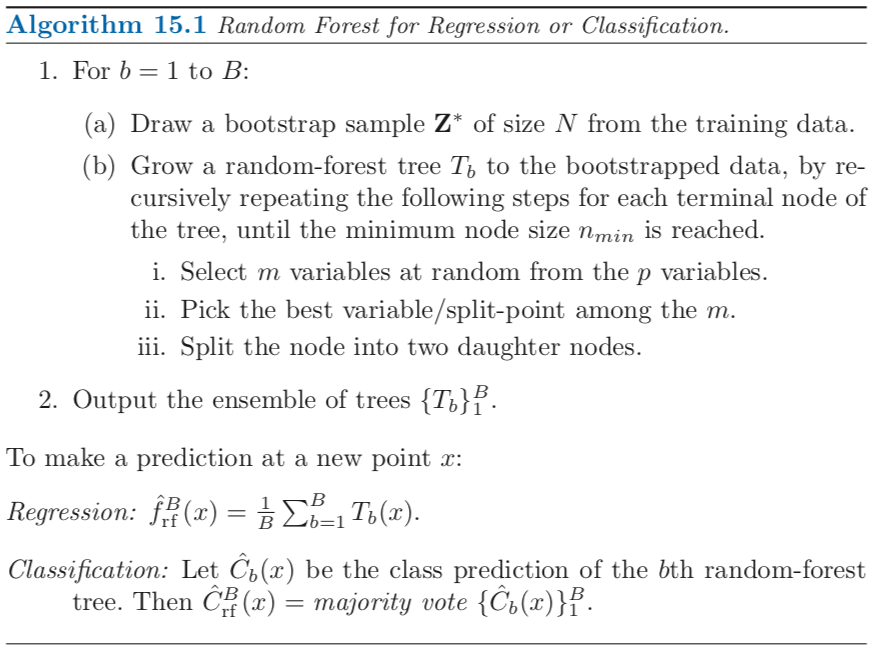 Algorithm 15.1 Random Forest for Regression or Classification.
1. For b = 1 to B:
(a) Draw a bootstrap sample Z* of size N from the training data.
(b) Grow a random-forest tree T_b to the bootstrapped data, by re-
cursively repeating the following steps for each terminal node of
the tree, until the minimum node size n_{min} is reached.
i. Select m variables at random from the p variables.
ii. Pick the best variable/split-point among the m.
iii. Split the node into two daughter nodes.
2. Output the ensemble of trees {T_b}_1^B.
To make a prediction at a new point x:
Regression: \hat{f}_{rf}^B(x) = \frac{1}{B} \sum_{b=1}^B T_b(x).
Classification: Let \hat{C}_b(x) be the class prediction of the bth random-forest
tree. Then \hat{C}_{rf}^B(x) = majority vote {\hat{C}_b(x)}_1^B.